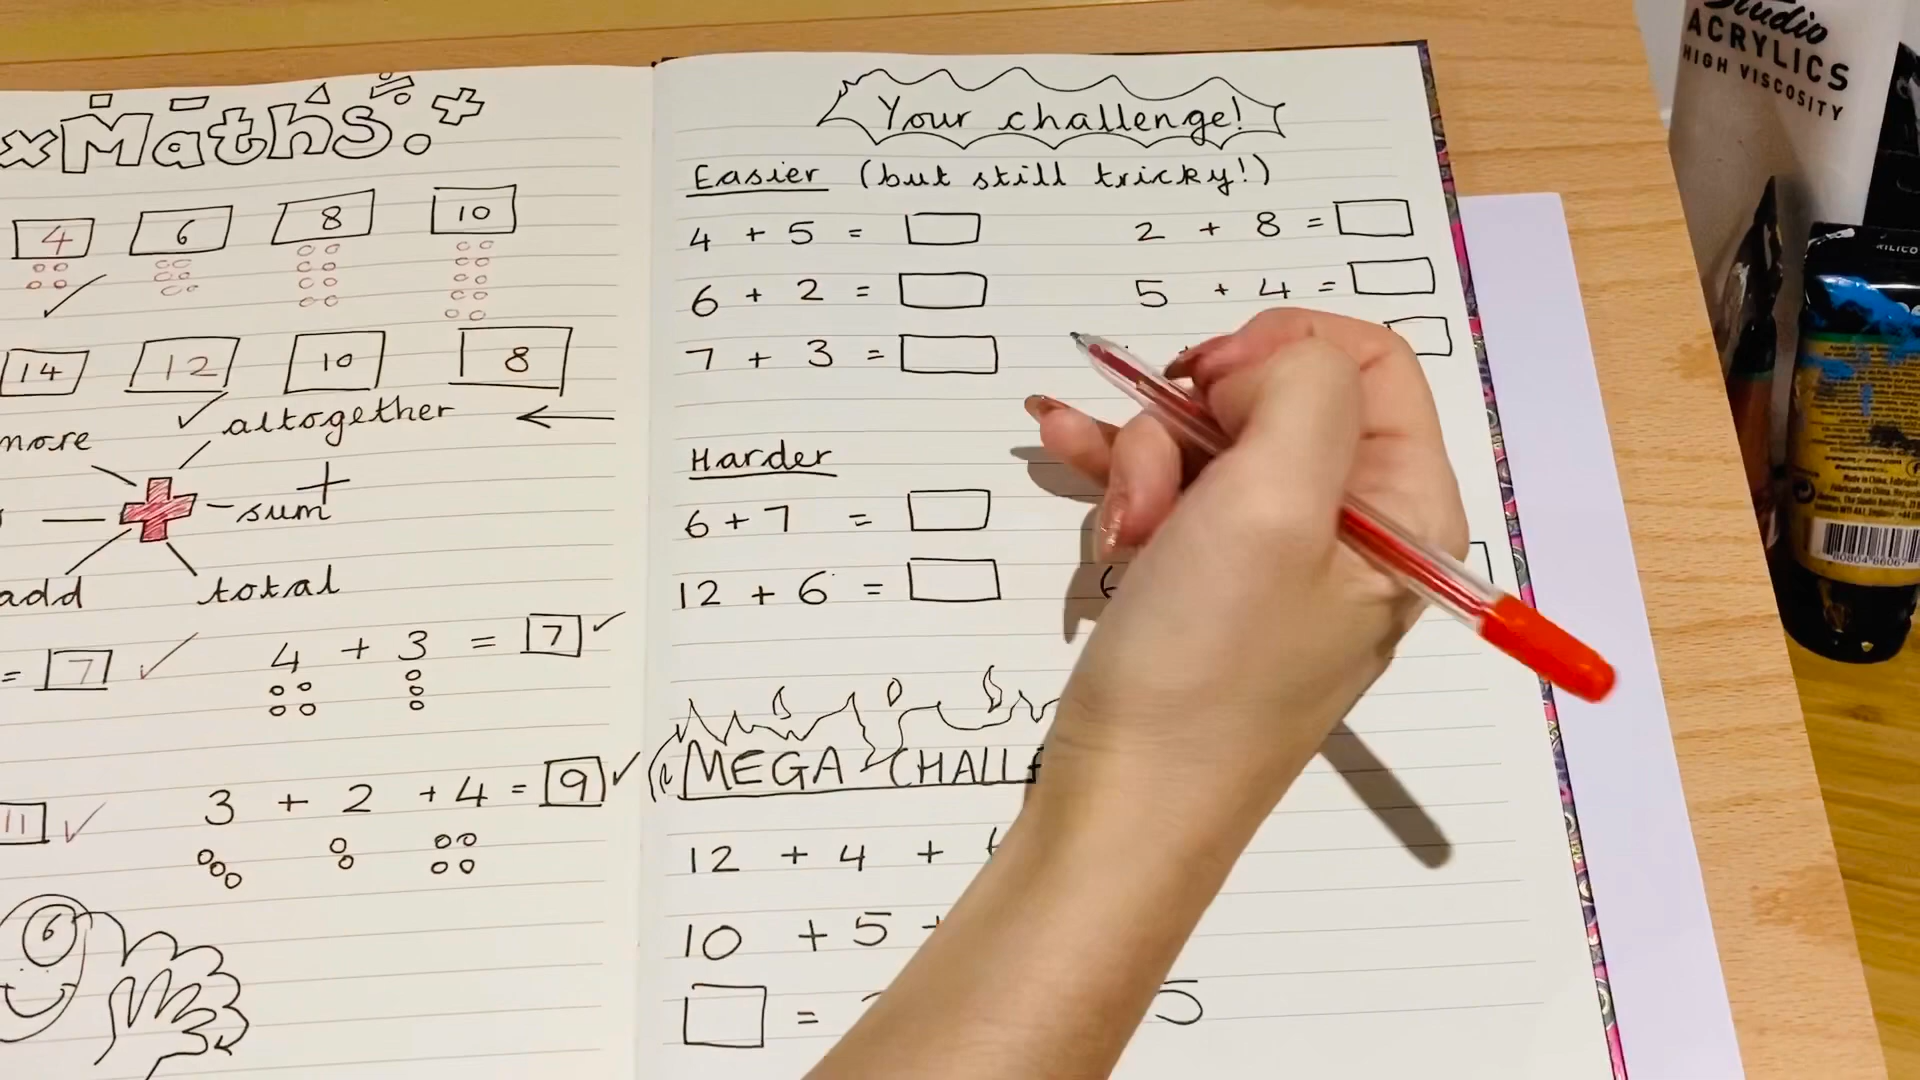 x Maths. +
4 6 8 10
14 12 10 8
more
altogether
sum
add
total
= 7
4 + 3 = 7
11
3 + 2 + 4 = 9
6
Your challenge!
Easier (but still tricky!)
4 + 5 =
2 + 8 =
6 + 2 =
5 + 4 =
7 + 3 =
Harder
6 + 7 =
12 + 6 =
MEGA CHALL
12 + 4 +
10 + 5 +
=
5
Studio
ACRYLICS
HIGH VISCOSITY